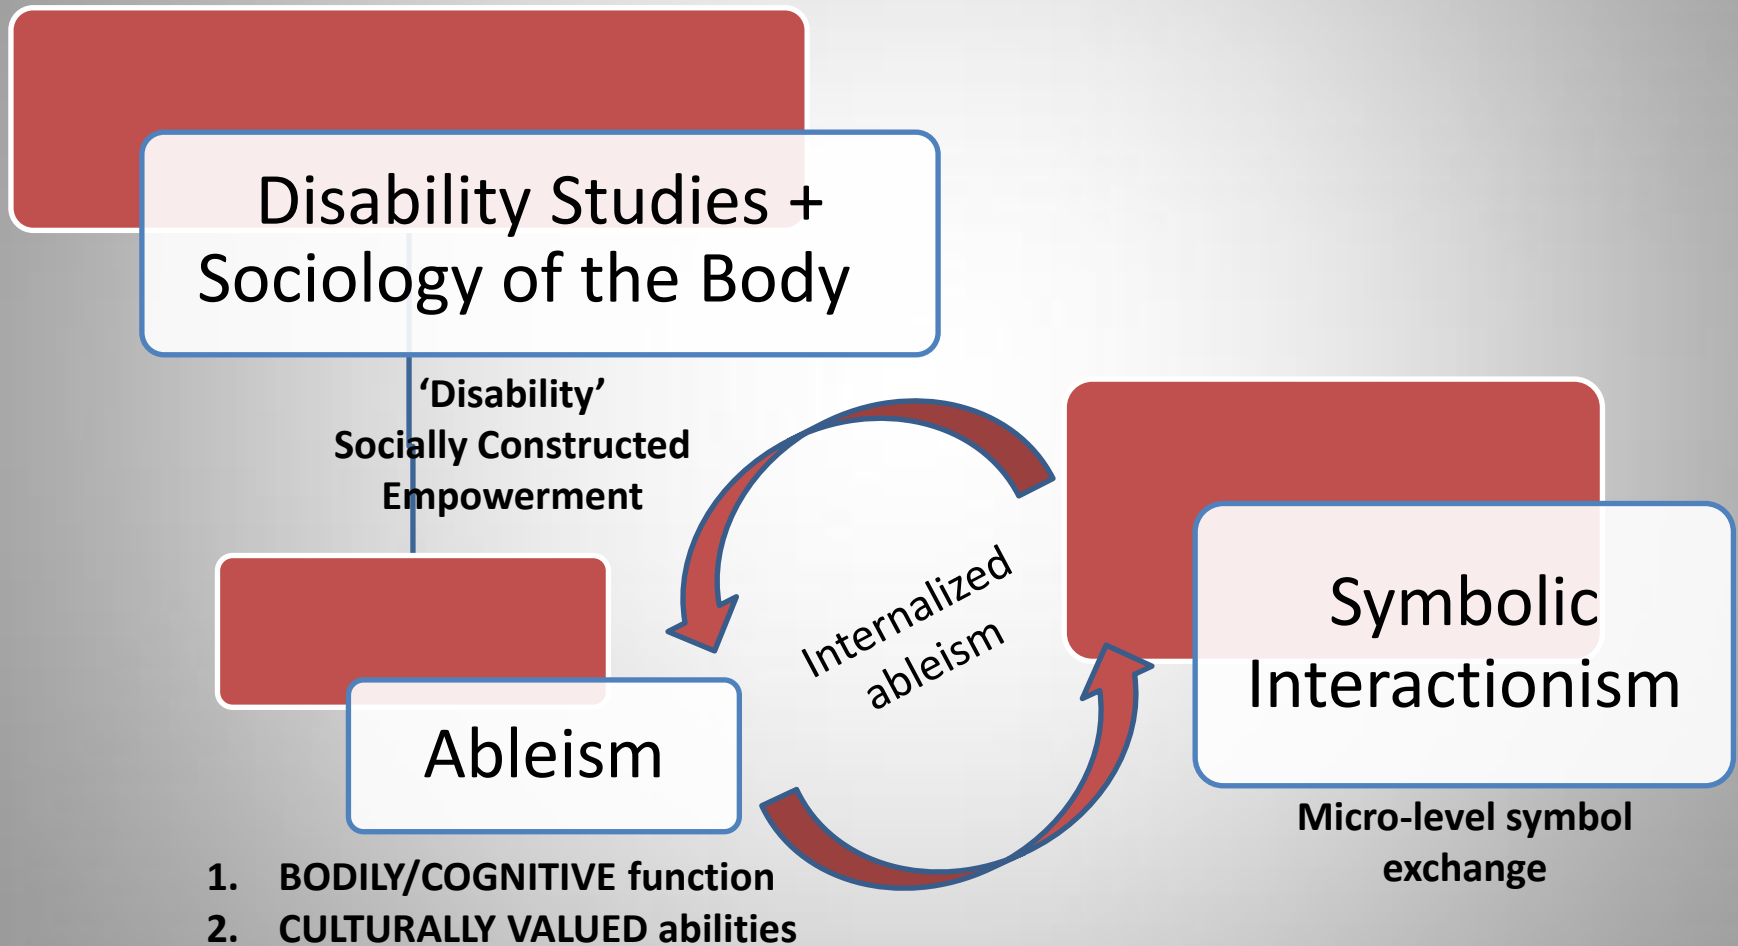 Disability Studies +
Sociology of the Body
‘Disability’
Socially Constructed
Empowerment
Internalized
ableism
Symbolic
Interactionism
Ableism
Micro-level symbol
exchange
1. BODILY/COGNITIVE function
2. CULTURALLY VALUED abilities